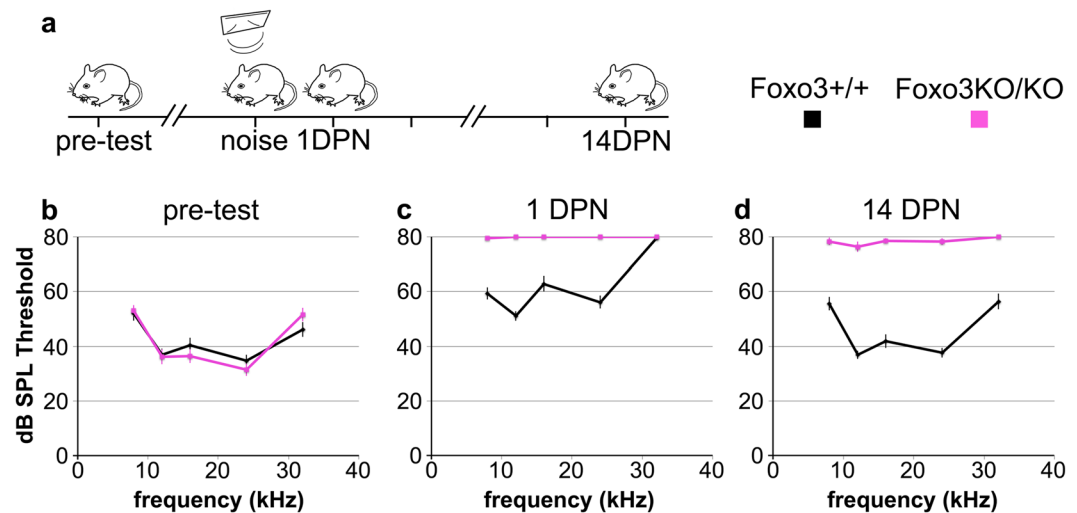 a
Foxo3+/+ Foxo3KO/KO
pre-test noise 1DPN 14DPN
b pre-test c 1 DPN d 14 DPN
dB SPL Threshold
80
60
40
20
0
0 10 20 30 40
frequency (kHz)
80
60
40
20
0
0 10 20 30 40
frequency (kHz)
80
60
40
20
0
0 10 20 30 40
frequency (kHz)